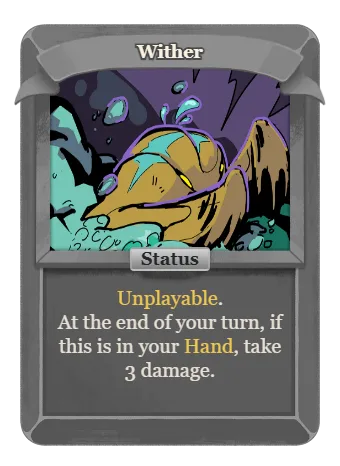 Wither
Status
Unplayable.
At the end of your turn, if
this is in your Hand, take
3 damage.